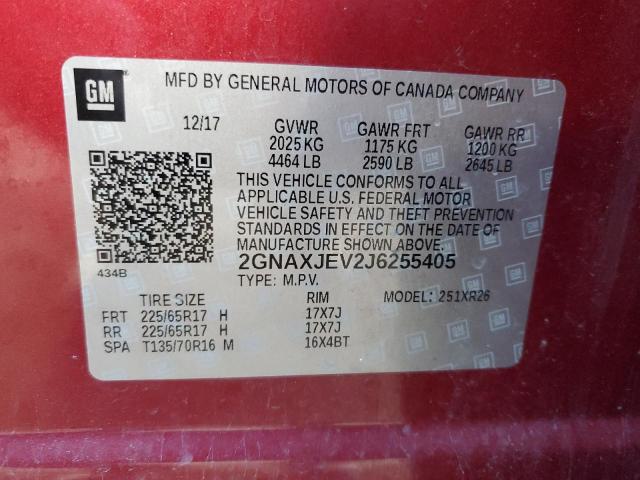 GM
MFD BY GENERAL MOTORS OF CANADA COMPANY
12/17 GVWR GAWR FRT GAWR RR
2025 KG 1175 KG 1200 KG
4464 LB 2590 LB 2645 LB
THIS VEHICLE CONFORMS TO ALL
APPLICABLE U.S. FEDERAL MOTOR
VEHICLE SAFETY AND THEFT PREVENTION
STANDARDS IN EFFECT ON THE DATE OF
MANUFACTURE SHOWN ABOVE.
434B 2GNAXJEV2J6255405
TYPE: M.P.V. MODEL: 251XR26
TIRE SIZE RIM
FRT 225/65R17 H 17X7J
RR 225/65R17 H 17X7J
SPA T135/70R16 M 16X4BT